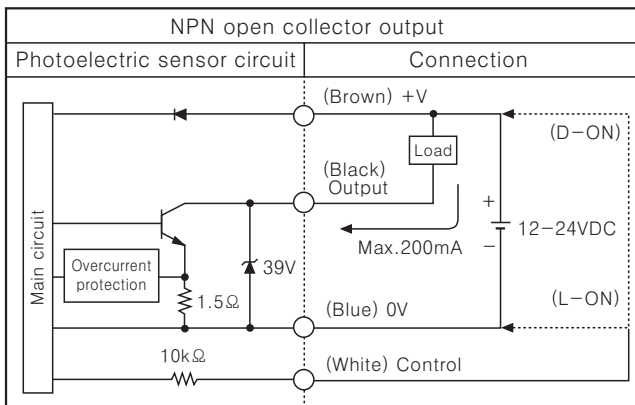 NPN open collector output
Photoelectric sensor circuit
Connection
(Brown) +V
(D-ON)
Load
(Black)
Output
+
12-24VDC
-
Max.200mA
Main circuit
Overcurrent
protection
39V
1.5Ω
(L-ON)
(Blue) 0V
10kΩ
(White) Control